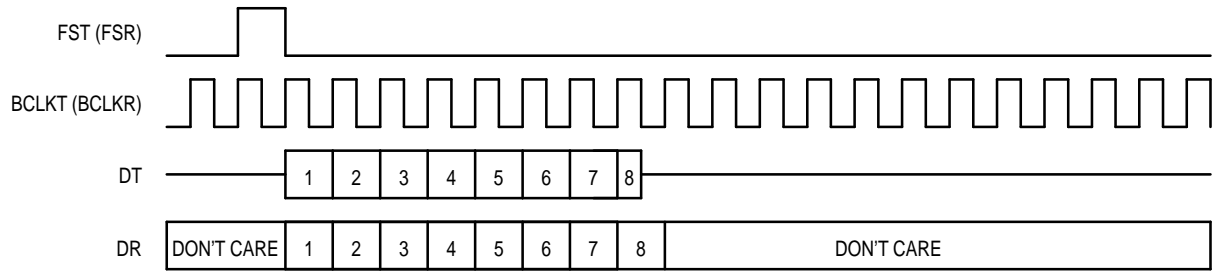 FST (FSR)
BCLKT (BCLKR)
DT 1 2 3 4 5 6 7 8
DR DON'T CARE 1 2 3 4 5 6 7 8 DON'T CARE